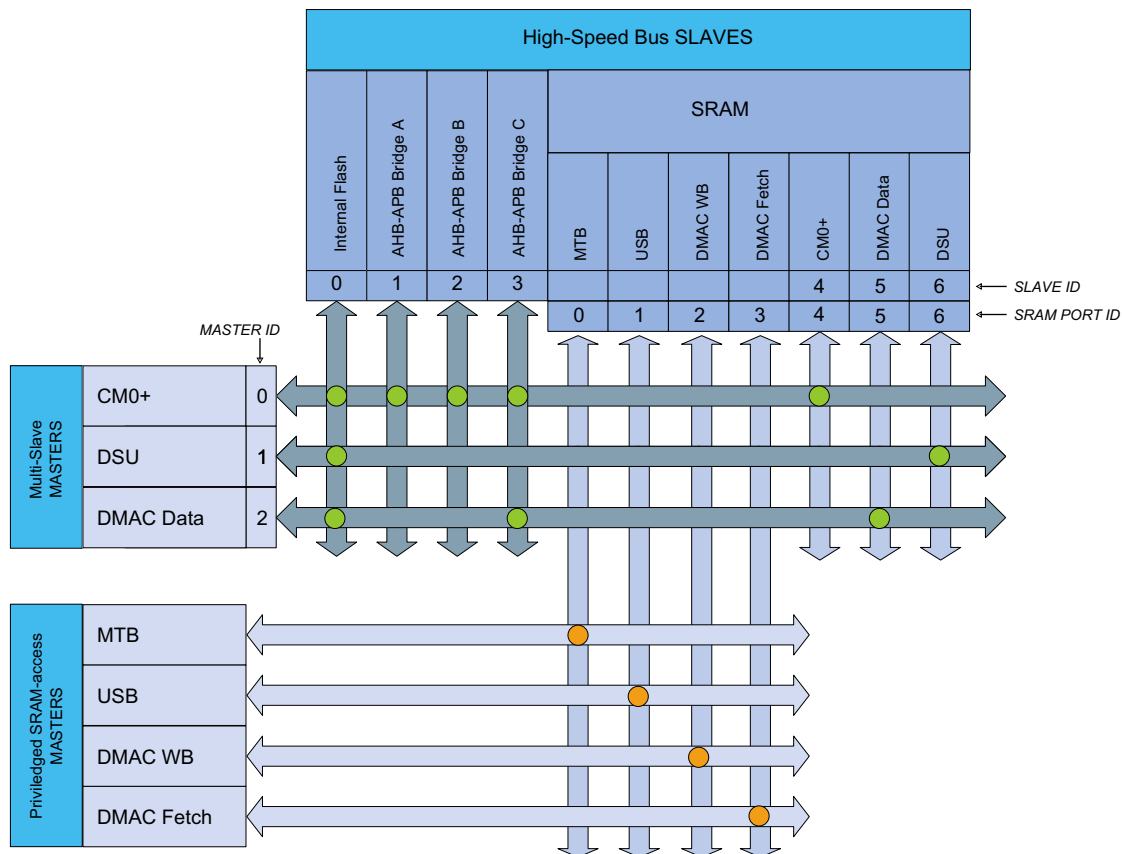 High-Speed Bus SLAVES
SRAM
Internal Flash
AHB-APB Bridge A
AHB-APB Bridge B
AHB-APB Bridge C
MTB
USB
DMAC WB
DMAC Fetch
CM0+
DMAC Data
DSU
0 1 2 3 4 5 6 SLAVE ID
0 1 2 3 4 5 6 SRAM PORT ID
MASTER ID
Multi-Slave
MASTERS
CM0+ 0
DSU 1
DMAC Data 2
Priviledged SRAM-access
MASTERS
MTB
USB
DMAC WB
DMAC Fetch